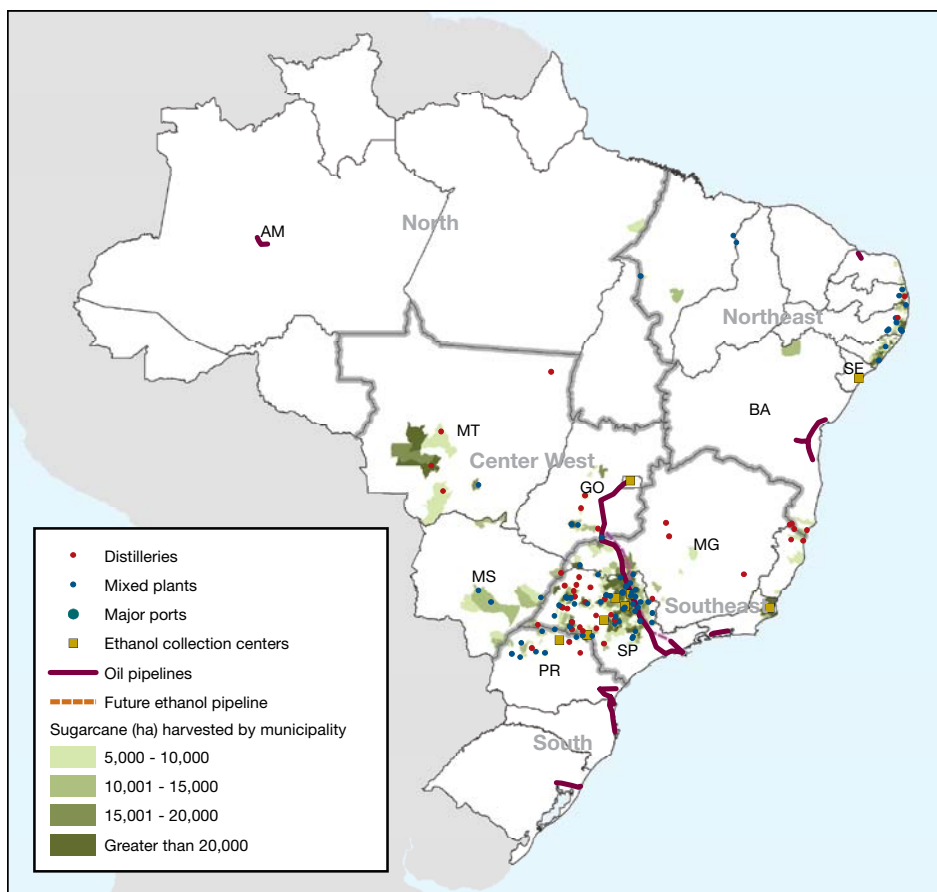 North
AM
Northeast
SE
BA
MT
Center West
GO
MG
MS
Southeast
SP
PR
South
Distilleries
Mixed plants
Major ports
Ethanol collection centers
Oil pipelines
Future ethanol pipeline
Sugarcane (ha) harvested by municipality
5,000 - 10,000
10,001 - 15,000
15,001 - 20,000
Greater than 20,000